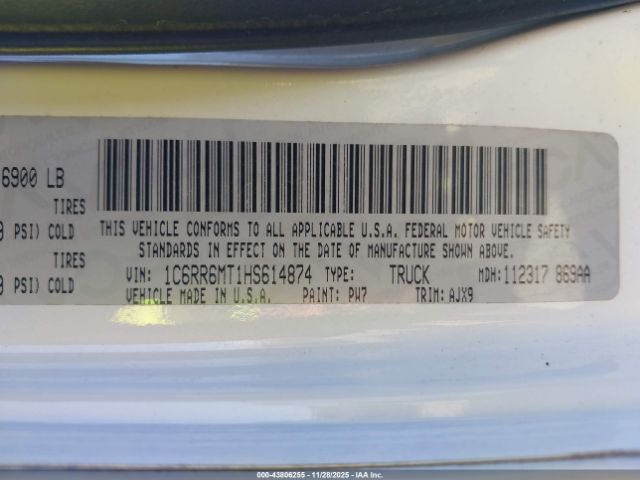 6900 LB
TIRES
PSI) COLD
TIRES
PSI) COLD
THIS VEHICLE CONFORMS TO ALL APPLICABLE U.S.A. FEDERAL MOTOR VEHICLE SAFETY
STANDARDS IN EFFECT ON THE DATE OF MANUFACTURE SHOWN ABOVE.
VIN: 1C6RR6MT1HS614874 TYPE: TRUCK MDH:112317 869AA
VEHICLE MADE IN U.S.A. PAINT: PW7 TRIM: AJX9
000-43806255 - 11/28/2025 - IAA Inc.